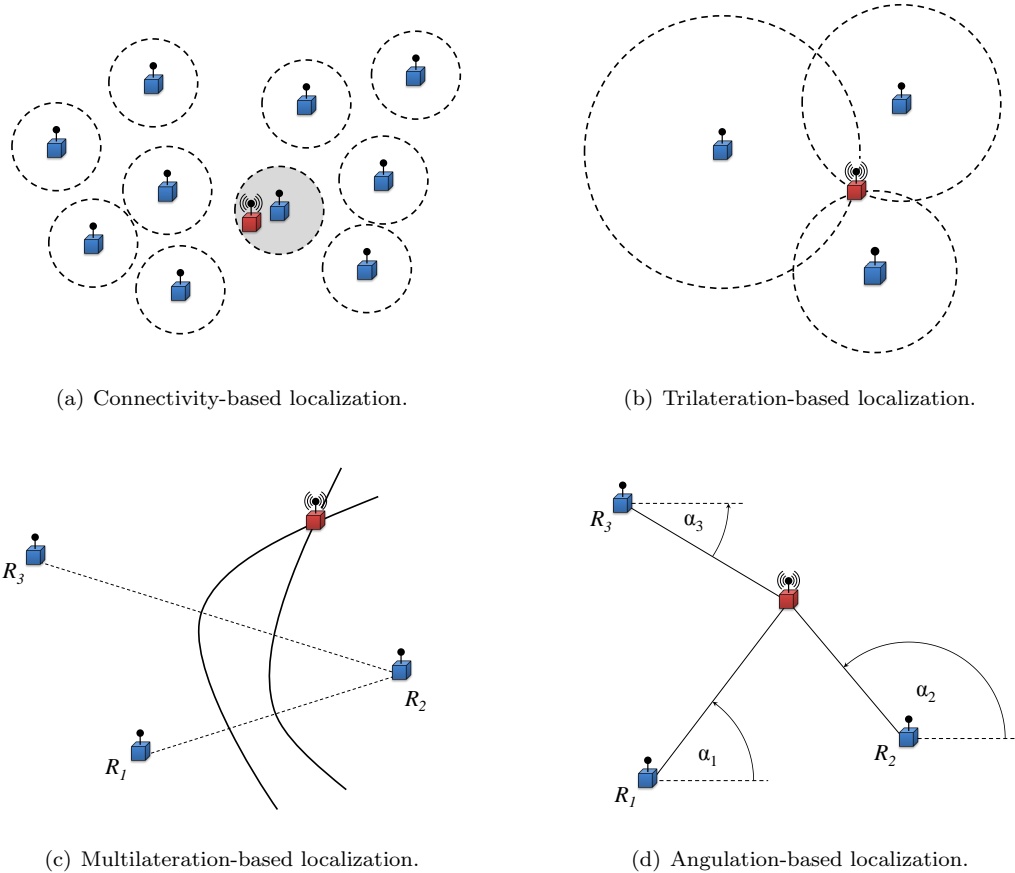 (a) Connectivity-based localization.
(b) Trilateration-based localization.
R3
R2
R1
(c) Multilateration-based localization.
R3
α3
α2
R2
α1
R1
(d) Angulation-based localization.